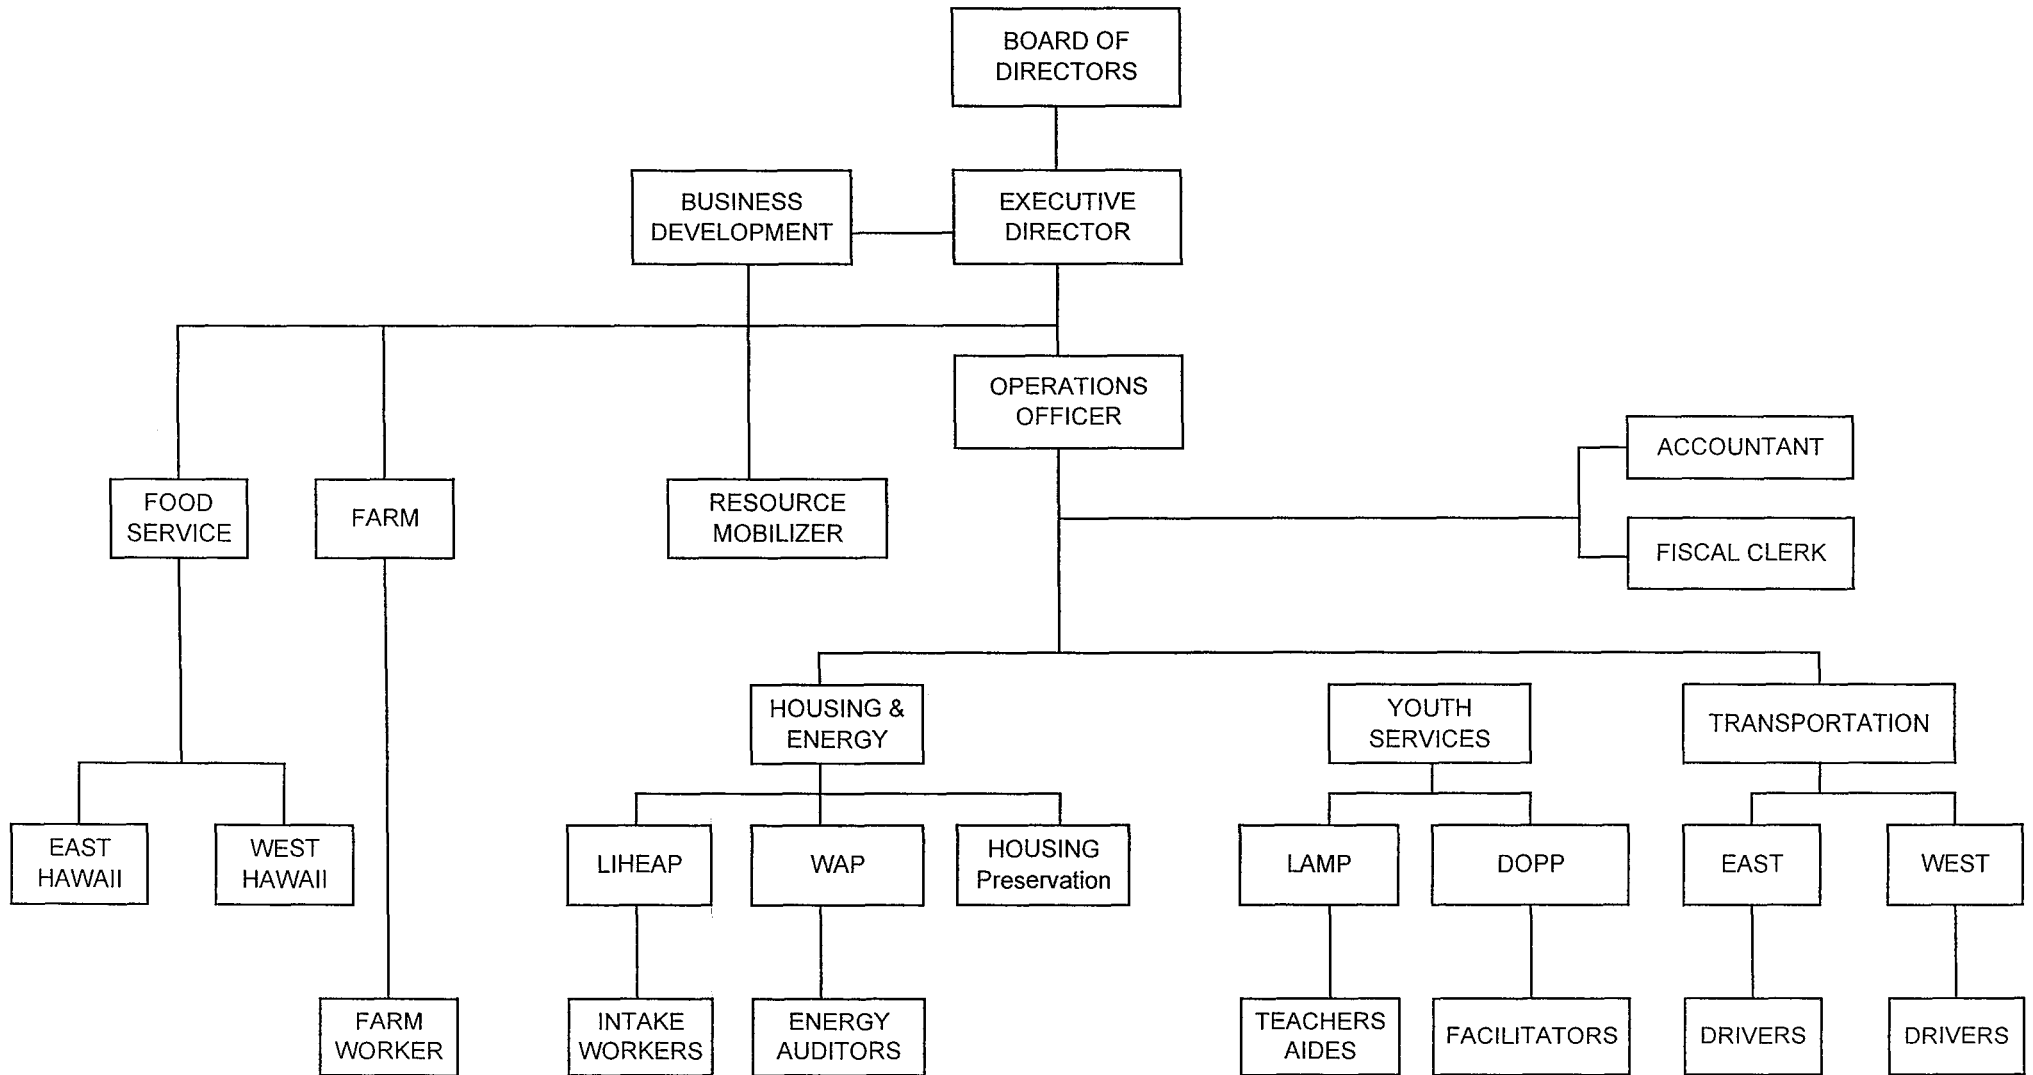 BOARD OF
DIRECTORS
BUSINESS
DEVELOPMENT
EXECUTIVE
DIRECTOR
OPERATIONS
OFFICER
ACCOUNTANT
FISCAL CLERK
FOOD
SERVICE
FARM
RESOURCE
MOBILIZER
HOUSING &
ENERGY
YOUTH
SERVICES
TRANSPORTATION
EAST
HAWAII
WEST
HAWAII
LIHEAP
WAP
HOUSING
Preservation
LAMP
DOPP
EAST
WEST
FARM
WORKER
INTAKE
WORKERS
ENERGY
AUDITORS
TEACHERS
AIDES
FACILITATORS
DRIVERS
DRIVERS